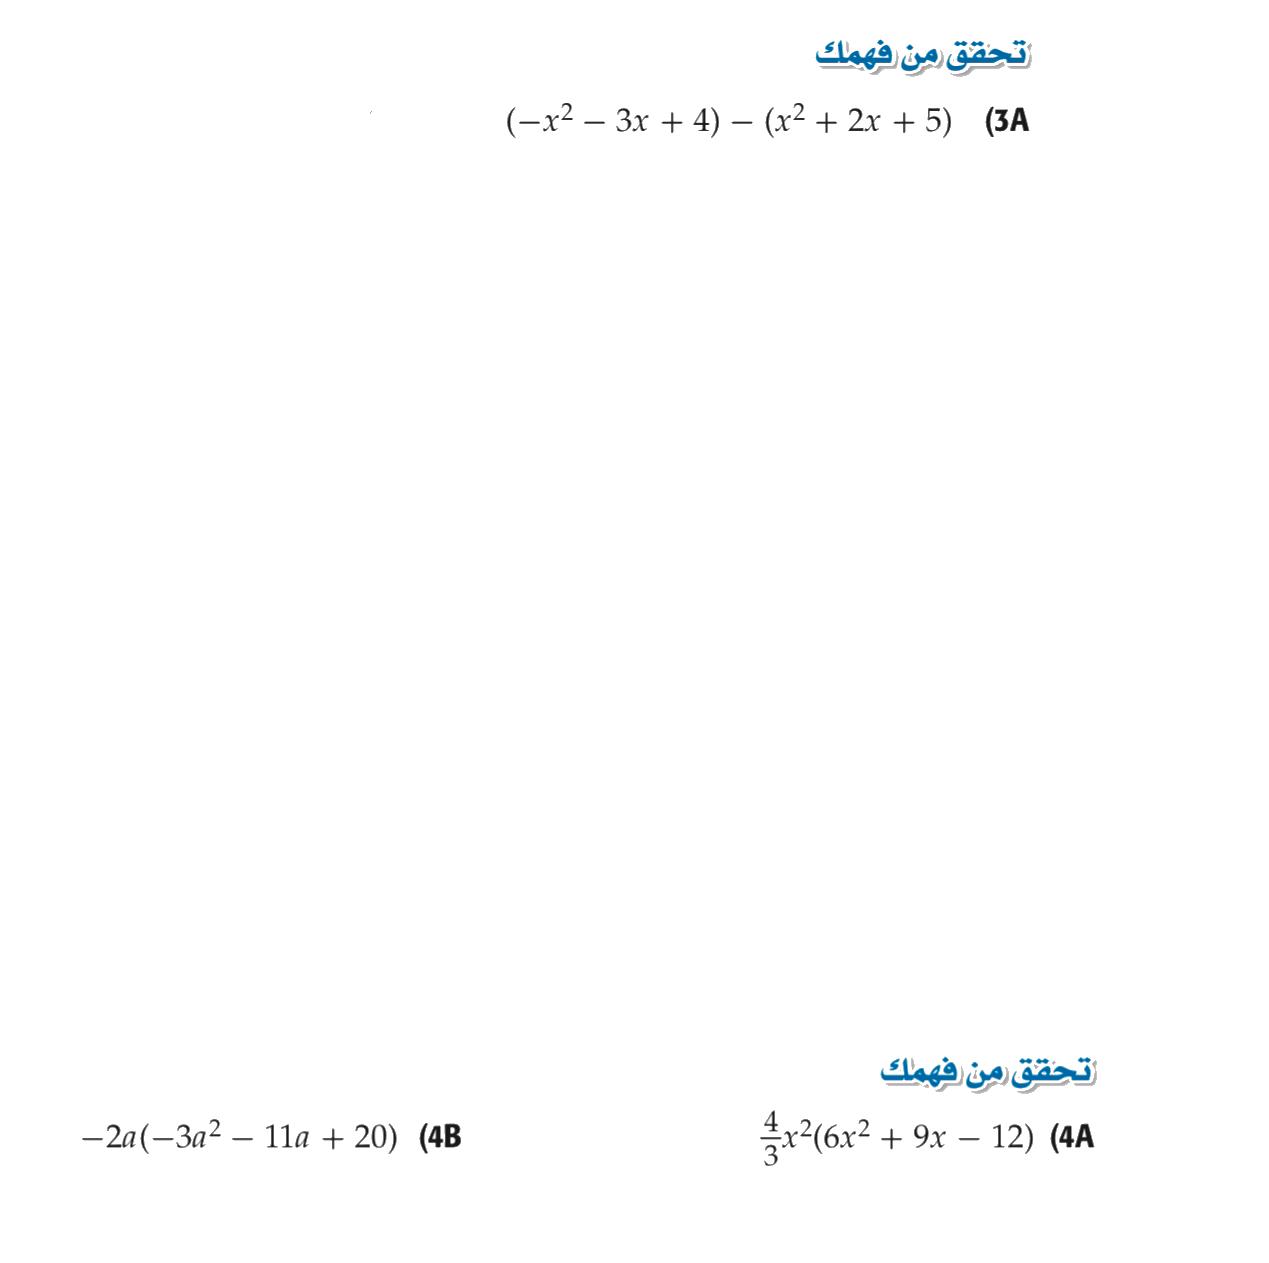 تحقق من فهمك
(3A (−x² − 3x + 4) − (x² + 2x + 5)
تحقق من فهمك
(4A 4/3x²(6x² + 9x − 12) (4B −2a(−3a² − 11a + 20)